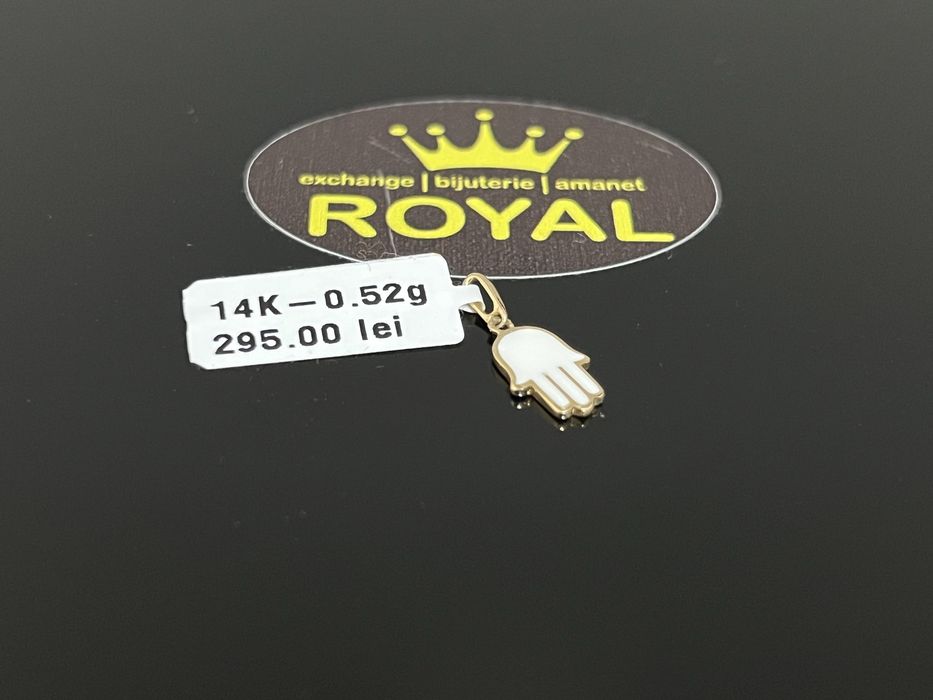 exchange | bijuterie | amanet
ROYAL
14K—0.52g
295.00 lei